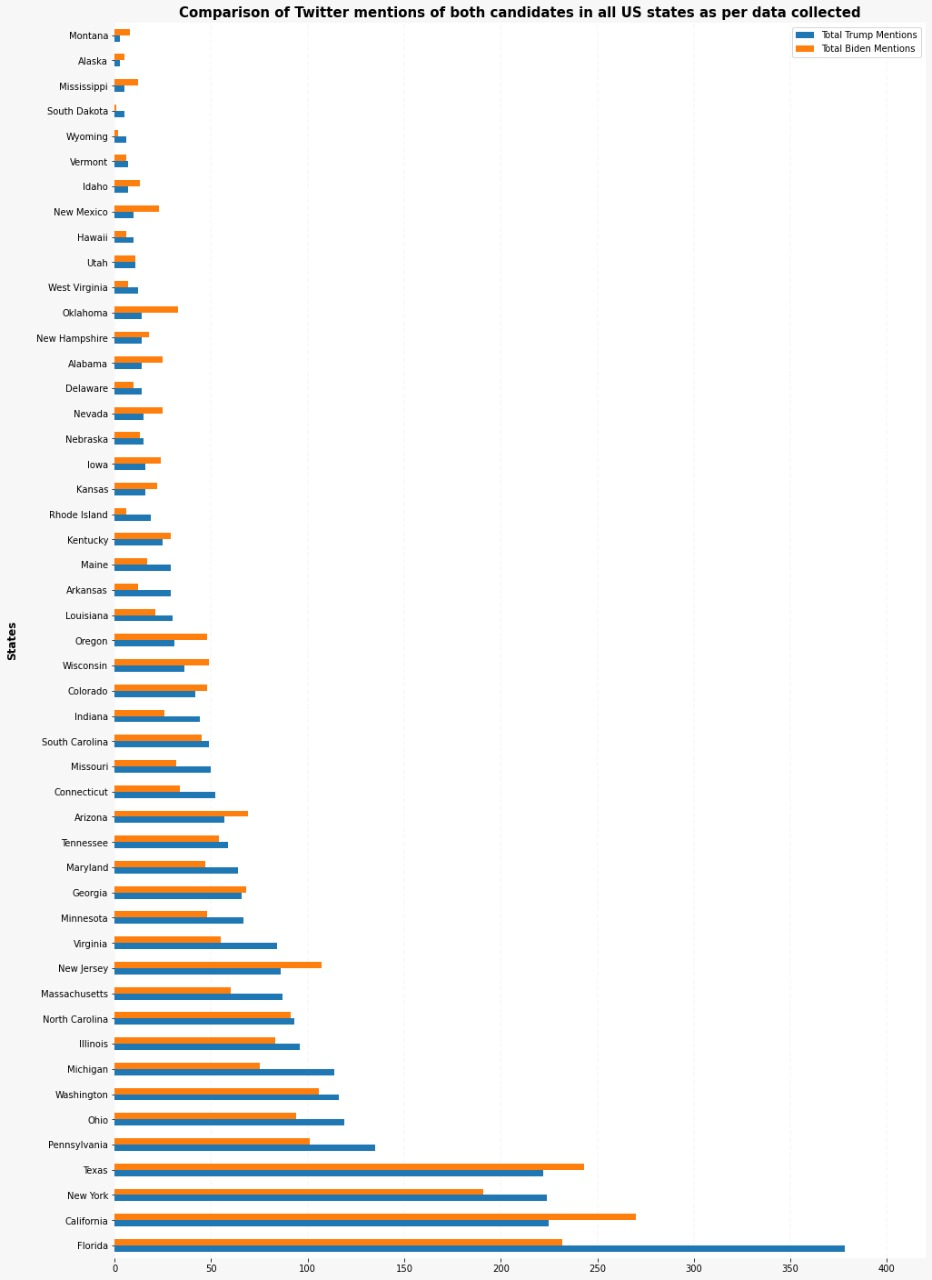 Comparison of Twitter mentions of both candidates in all US states as per data collected
Total Trump Mentions
Total Biden Mentions
States
Montana
Alaska
Mississippi
South Dakota
Wyoming
Vermont
Idaho
New Mexico
Hawaii
Utah
West Virginia
Oklahoma
New Hampshire
Alabama
Delaware
Nevada
Nebraska
Iowa
Kansas
Rhode Island
Kentucky
Maine
Arkansas
Louisiana
Oregon
Wisconsin
Colorado
Indiana
South Carolina
Missouri
Connecticut
Arizona
Tennessee
Maryland
Georgia
Minnesota
Virginia
New Jersey
Massachusetts
North Carolina
Illinois
Michigan
Washington
Ohio
Pennsylvania
Texas
New York
California
Florida
0 50 100 150 200 250 300 350 400